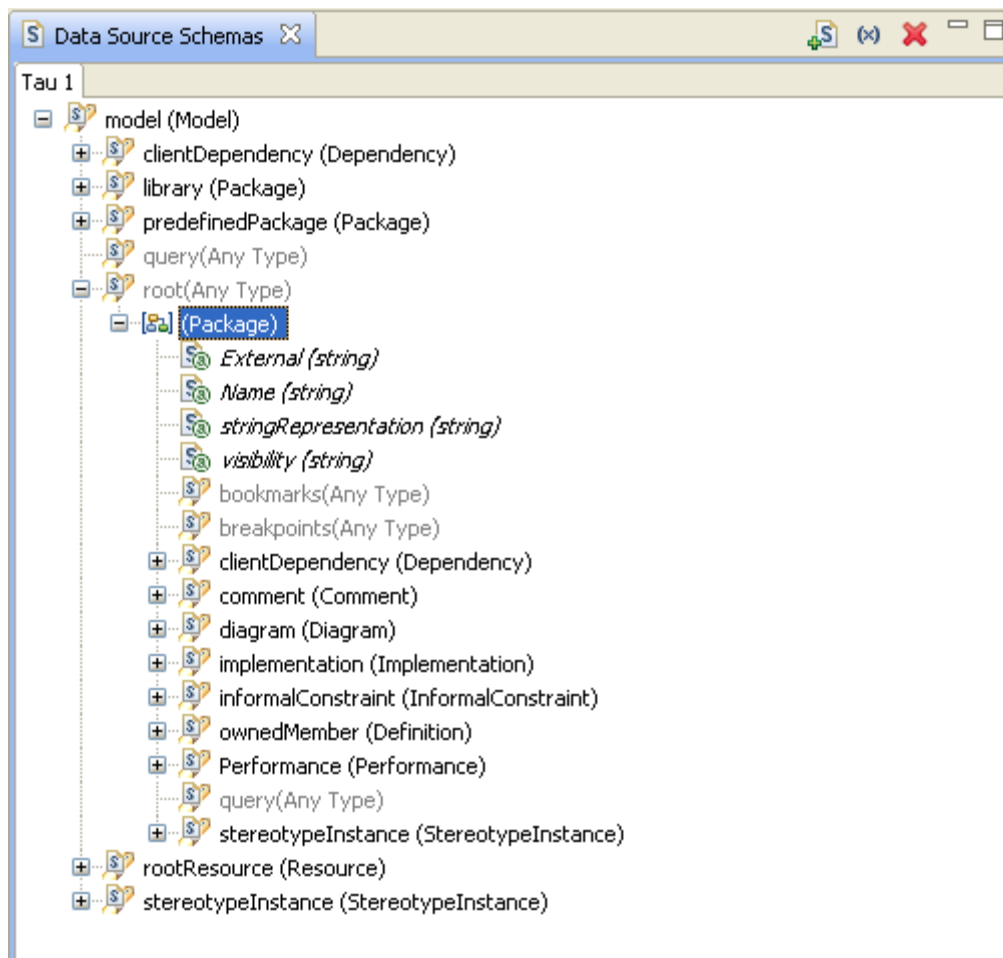 Data Source Schemas
Tau 1
model (Model)
clientDependency (Dependency)
library (Package)
predefinedPackage (Package)
query(Any Type)
root(Any Type)
(Package)
External (string)
Name (string)
stringRepresentation (string)
visibility (string)
bookmarks(Any Type)
breakpoints(Any Type)
clientDependency (Dependency)
comment (Comment)
diagram (Diagram)
implementation (Implementation)
informalConstraint (InformalConstraint)
ownedMember (Definition)
Performance (Performance)
query(Any Type)
stereotypeInstance (StereotypeInstance)
rootResource (Resource)
stereotypeInstance (StereotypeInstance)